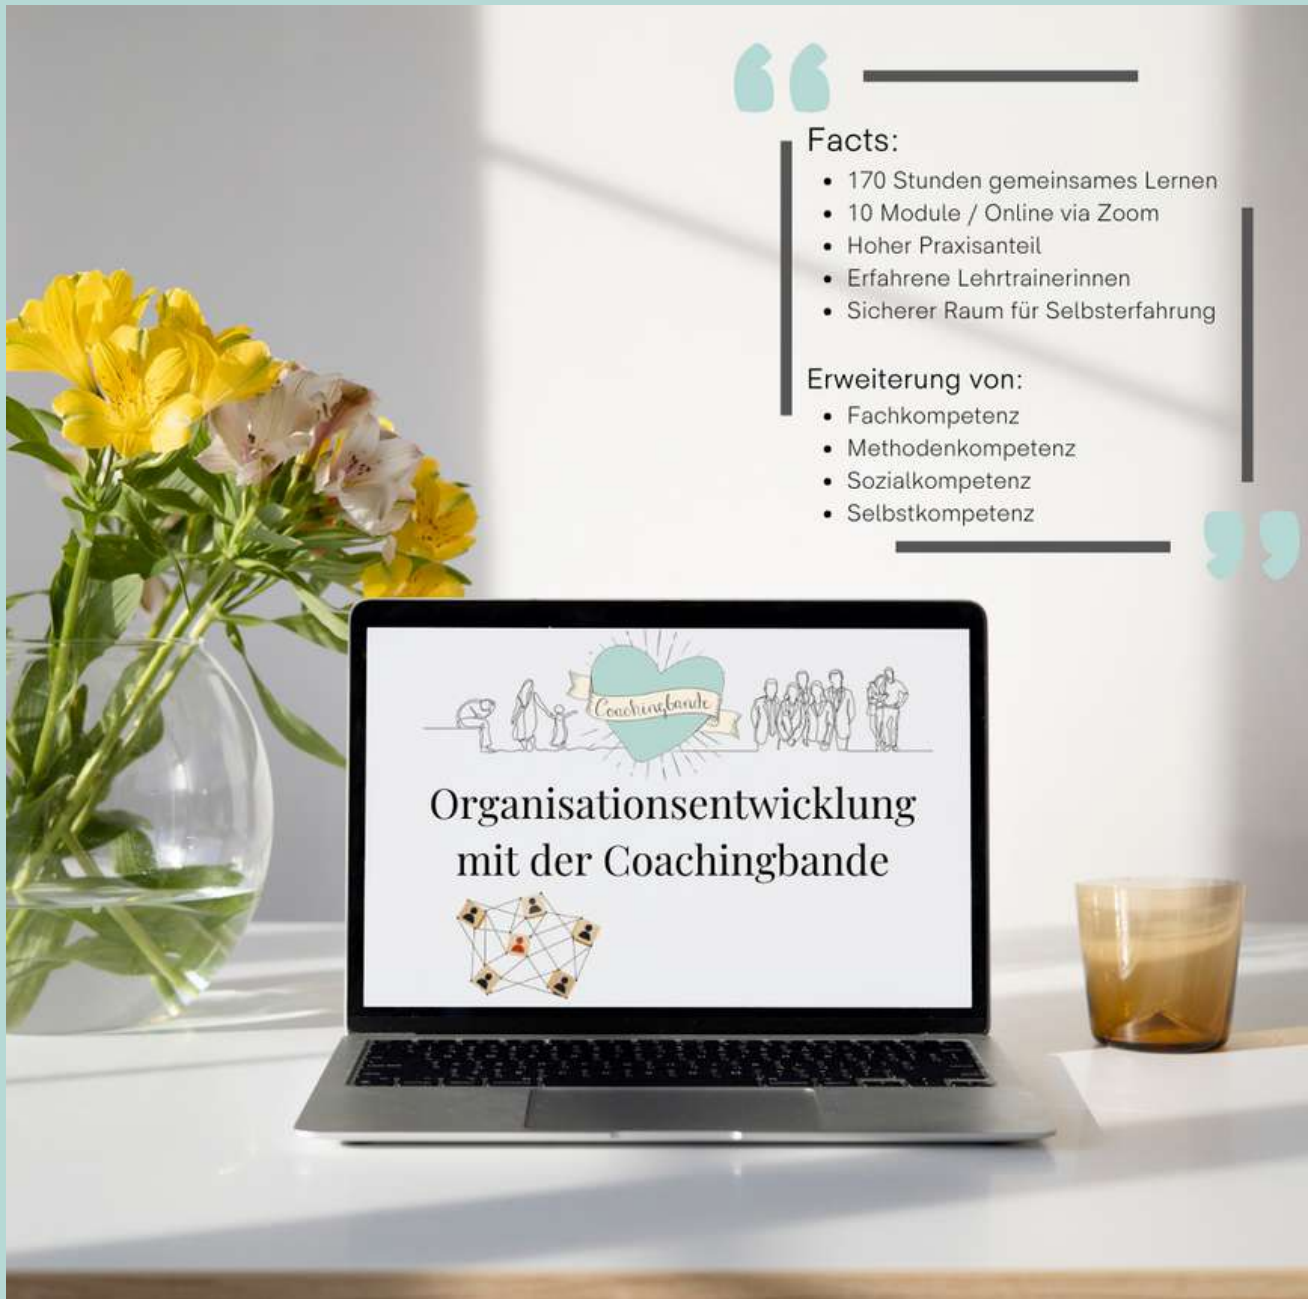 Facts:
• 170 Stunden gemeinsames Lernen
• 10 Module / Online via Zoom
• Hoher Praxisanteil
• Erfahrene Lehrtrainerinnen
• Sicherer Raum für Selbsterfahrung
Erweiterung von:
• Fachkompetenz
• Methodenkompetenz
• Sozialkompetenz
• Selbstkompetenz
Coachingbande
Organisationsentwicklung
mit der Coachingbande